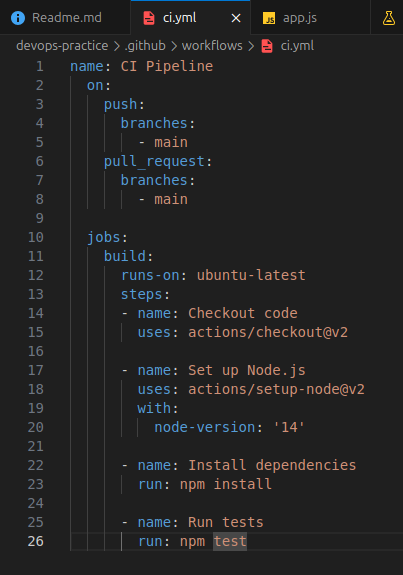 Readme.md ci.yml app.js
devops-practice > .github > workflows > ci.yml
1 name: CI Pipeline
2   on:
3     push:
4       branches:
5         - main
6     pull_request:
7       branches:
8         - main
9
10   jobs:
11     build:
12       runs-on: ubuntu-latest
13       steps:
14       - name: Checkout code
15         uses: actions/checkout@v2
16
17       - name: Set up Node.js
18         uses: actions/setup-node@v2
19         with:
20           node-version: '14'
21
22       - name: Install dependencies
23         run: npm install
24
25       - name: Run tests
26         run: npm test